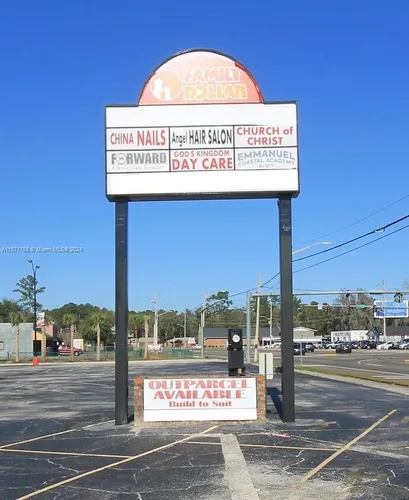 FAMILY
DOLLAR
CHINA NAILS
Angel HAIR SALON
CHURCH of
CHRIST
FORWARD
GOD S KINGDOM
DAY CARE
EMMANUEL
COASTAL ACADEMY
K-12TH
OUTPARCEL
AVAILABLE
Build to Suit